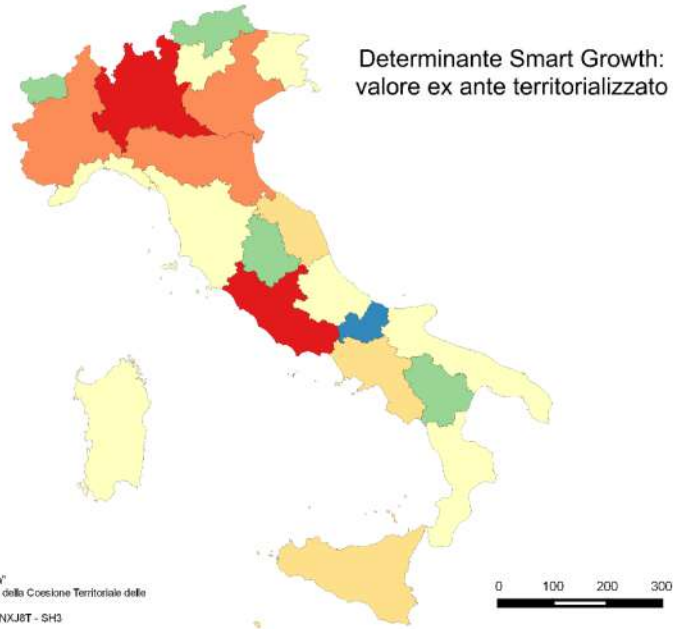 Determinante Smart Growth:
valore ex ante territorializzato
della Coesione Territoriale delle
0 100 200 300
NXJ8T - SH3